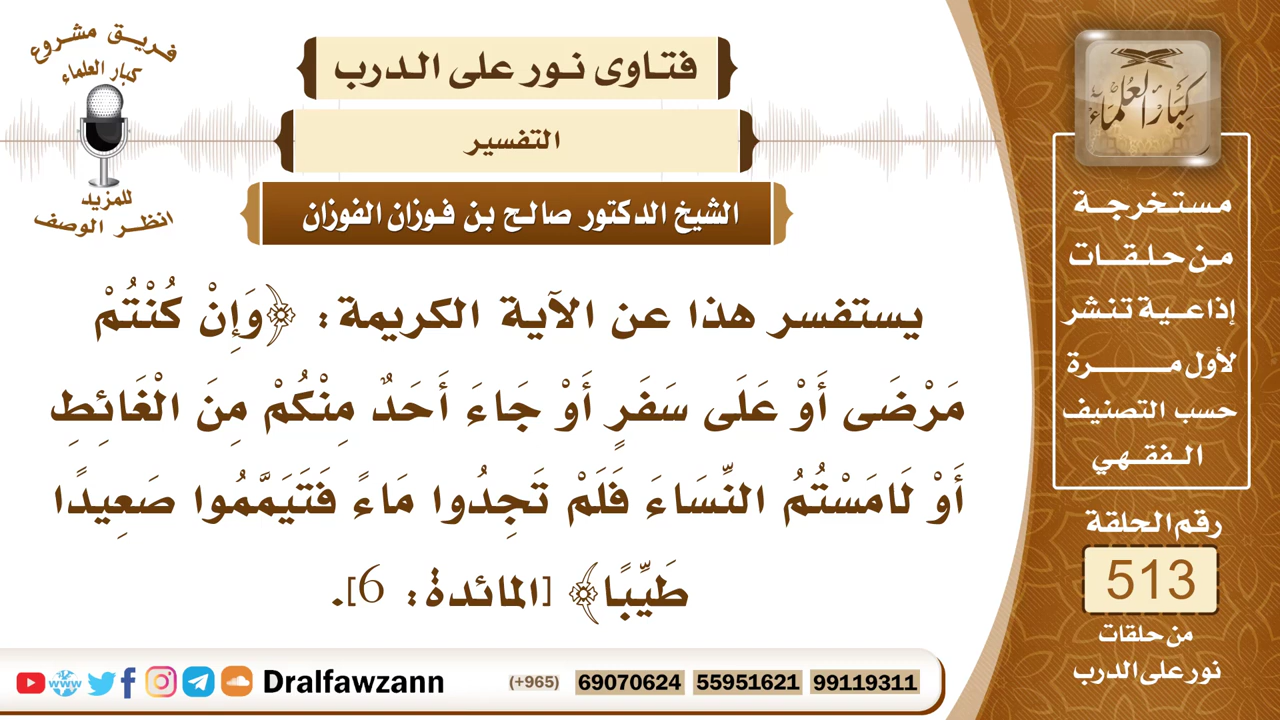 فريق مشروع
كبار العلماء
للمزيد
انظر الوصف
فتاوى نور على الدرب
التفسير
الشيخ الدكتور صالح بن فوزان الفوزان
يستفسر هذا عن الآية الكريمة: ﴿وَإِنْ كُنْتُمْ
مَرْضَى أَوْ عَلَى سَفَرٍ أَوْ جَاءَ أَحَدٌ مِنْكُمْ مِنَ الْغَائِطِ
أَوْ لَامَسْتُمُ النِّسَاءَ فَلَمْ تَجِدُوا مَاءً فَتَيَمَّمُوا صَعِيدًا
طَيِّبًا﴾ [المائدة: 6].
كبار العلماء
مستخرجة
من حلقات
إذاعية تنشر
لأول مرة
حسب التصنيف
الفقهي
رقم الحلقة
513
من حلقات
نور على الدرب
www Dralfawzann (+965) 69070624 55951621 99119311